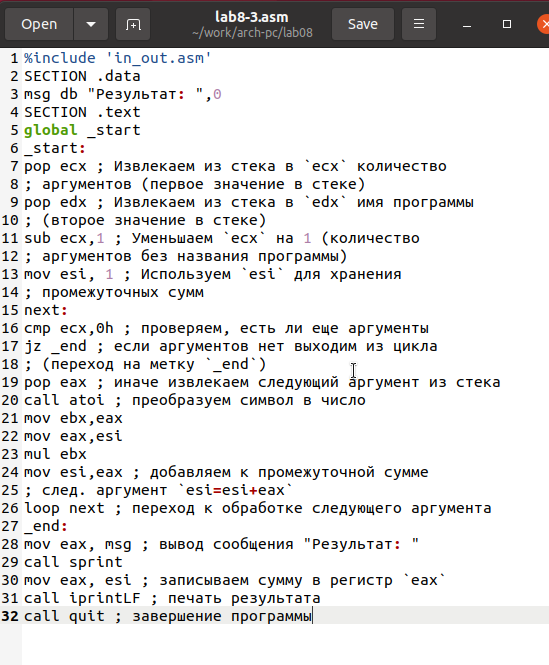 Open
lab8-3.asm
~/work/arch-pc/lab08
Save
1 %include 'in_out.asm'
2 SECTION .data
3 msg db "Результат: ",0
4 SECTION .text
5 global _start
6 _start:
7 pop ecx ; Извлекаем из стека в `ecx` количество
8 ; аргументов (первое значение в стеке)
9 pop edx ; Извлекаем из стека в `edx` имя программы
10 ; (второе значение в стеке)
11 sub ecx,1 ; Уменьшаем `ecx` на 1 (количество
12 ; аргументов без названия программы)
13 mov esi, 1 ; Используем `esi` для хранения
14 ; промежуточных сумм
15 next:
16 cmp ecx,0h ; проверяем, есть ли еще аргументы
17 jz _end ; если аргументов нет выходим из цикла
18 ; (переход на метку `_end`)
19 pop eax ; иначе извлекаем следующий аргумент из стека
20 call atoi ; преобразуем символ в число
21 mov ebx,eax
22 mov eax,esi
23 mul ebx
24 mov esi,eax ; добавляем к промежуточной сумме
25 ; след. аргумент `esi=esi+eax`
26 loop next ; переход к обработке следующего аргумента
27 _end:
28 mov eax, msg ; вывод сообщения "Результат: "
29 call sprint
30 mov eax, esi ; записываем сумму в регистр `eax`
31 call iprintLF ; печать результата
32 call quit ; завершение программы